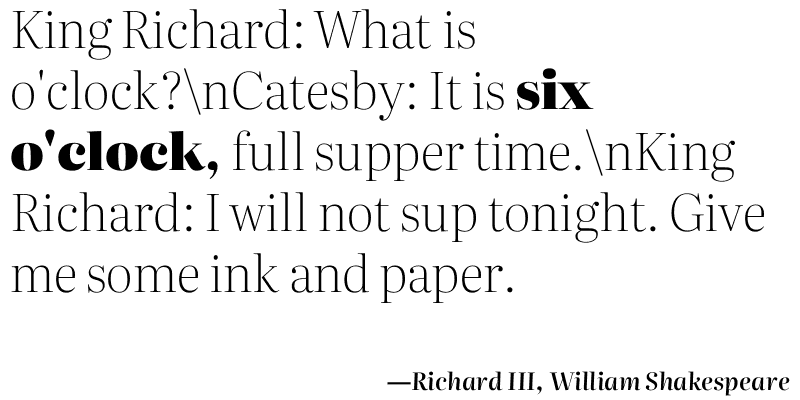 King Richard: What is
o'clock?\nCatesby: It is six
o'clock, full supper time.\nKing
Richard: I will not sup tonight. Give
me some ink and paper.
—Richard III, William Shakespeare